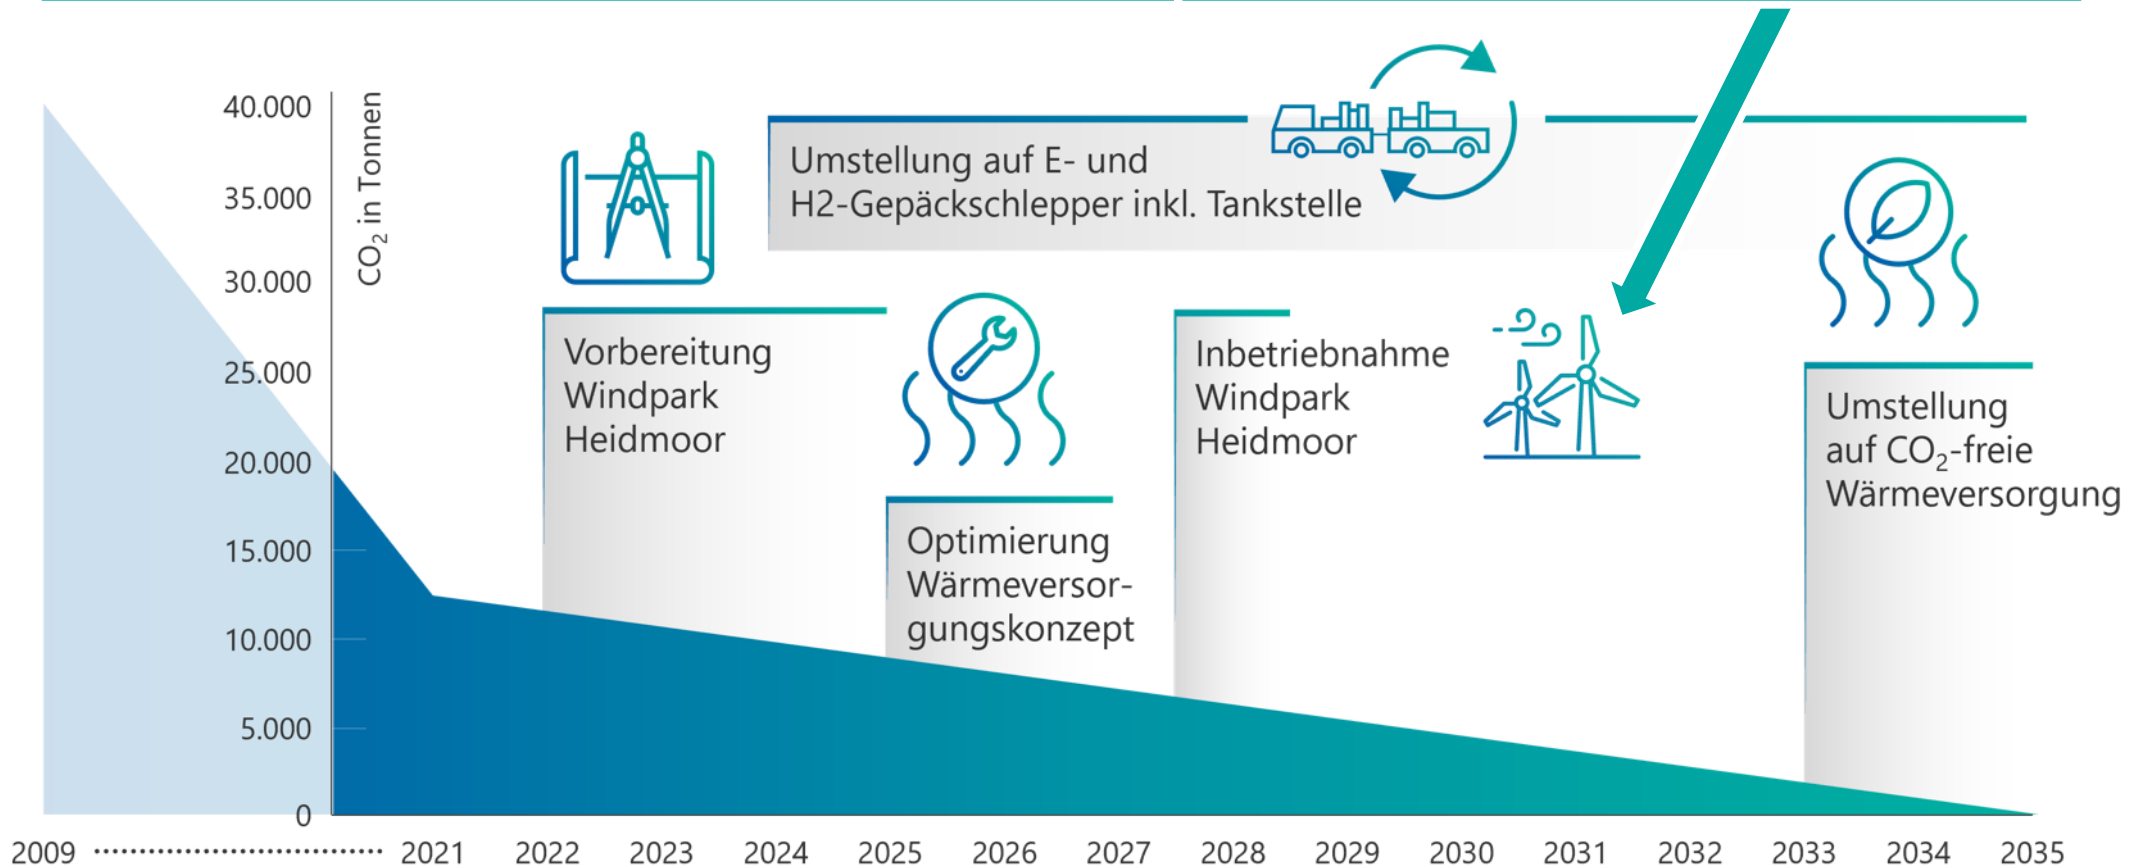 40.000
35.000
30.000
25.000
20.000
15.000
10.000
5.000
0
CO₂ in Tonnen
Umstellung auf E- und
H2-Gepäckschlepper inkl. Tankstelle
Vorbereitung
Windpark
Heidmoor
Optimierung
Wärmeversor-
gungskonzept
Inbetriebnahme
Windpark
Heidmoor
Umstellung
auf CO₂-freie
Wärmeversorgung
2009 2021 2022 2023 2024 2025 2026 2027 2028 2029 2030 2031 2032 2033 2034 2035